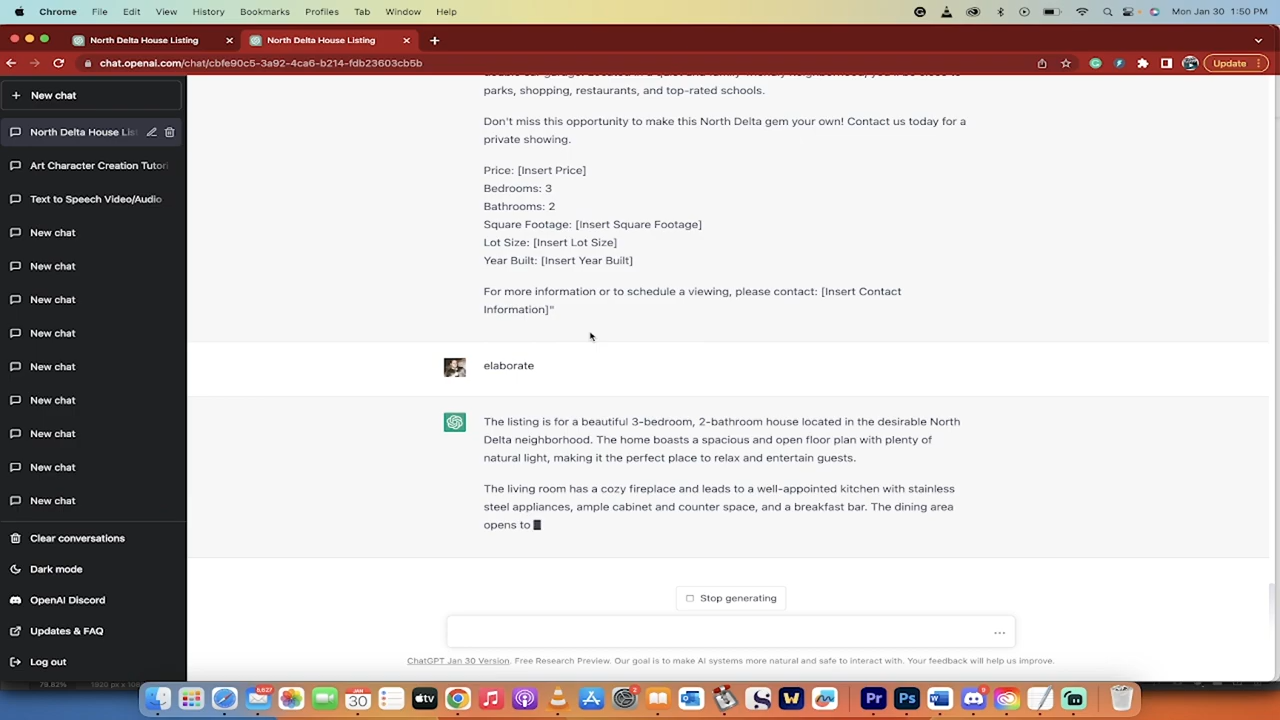 Chrome File Edit View History Bookmarks Profiles Tab Window Help Mon Jan 30 1:50 PM
North Delta House Listing North Delta House Listing
chat.openai.com/chat/cbfe90c5-3a92-4ca6-b214-fdb23603cb5b Update
New chat
North Delta House List
Art Character Creation Tutori
Text to Speech Video/Audio
New chat
New chat
New chat
New chat
New chat
New chat
New chat
New chat
New chat
Clear conversations
Dark mode
OpenAI Discord
Updates & FAQ
Log out
parks, shopping, restaurants, and top-rated schools.
Don't miss this opportunity to make this North Delta gem your own! Contact us today for a
private showing.
Price: [Insert Price]
Bedrooms: 3
Bathrooms: 2
Square Footage: [Insert Square Footage]
Lot Size: [Insert Lot Size]
Year Built: [Insert Year Built]
For more information or to schedule a viewing, please contact: [Insert Contact
Information]"
elaborate
The listing is for a beautiful 3-bedroom, 2-bathroom house located in the desirable North
Delta neighborhood. The home boasts a spacious and open floor plan with plenty of
natural light, making it the perfect place to relax and entertain guests.
The living room has a cozy fireplace and leads to a well-appointed kitchen with stainless
steel appliances, ample cabinet and counter space, and a breakfast bar. The dining area
opens to
Stop generating
ChatGPT Jan 30 Version. Free Research Preview. Our goal is to make AI systems more natural and safe to interact with. Your feedback will help us improve.
6,627
JAN
30
tv
2
W
Pr
Ps
9